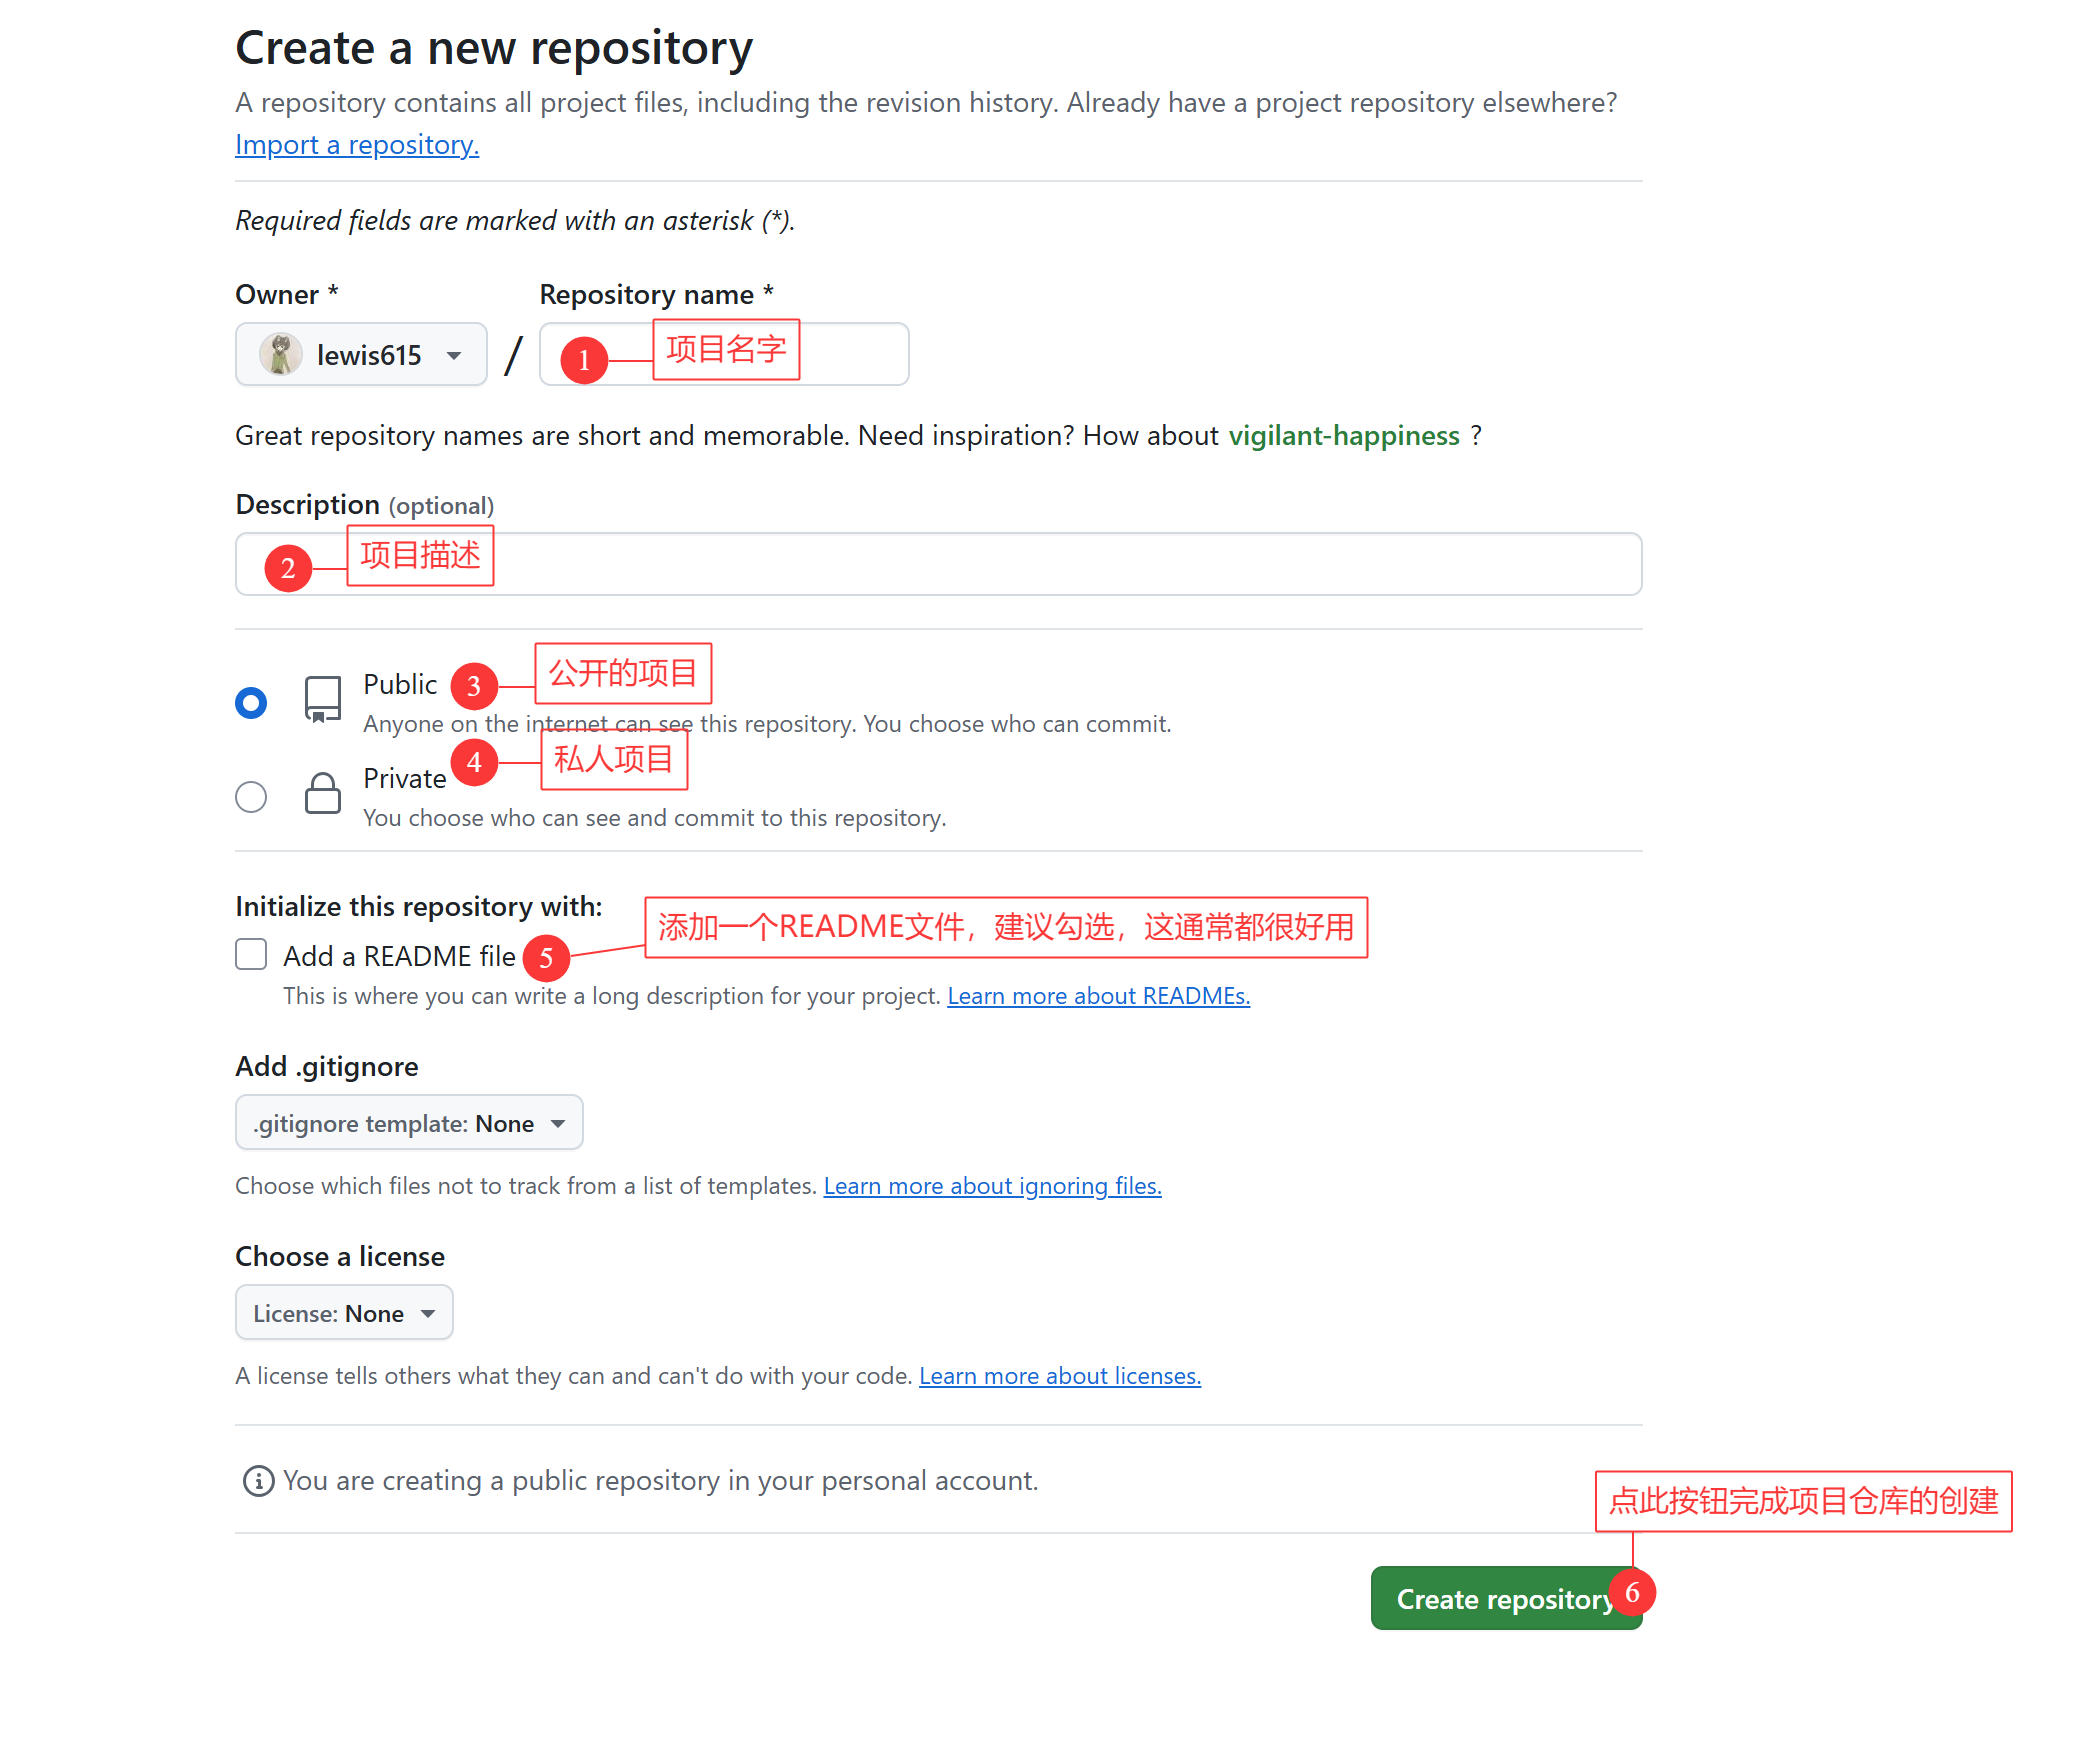 Create a new repository
A repository contains all project files, including the revision history. Already have a project repository elsewhere?
Import a repository.
Required fields are marked with an asterisk (*).
Owner *
Repository name *
lewis615
/
1
项目名字
Great repository names are short and memorable. Need inspiration? How about vigilant-happiness ?
Description (optional)
2
项目描述
Public
3
公开的项目
Anyone on the internet can see this repository. You choose who can commit.
4
私人项目
Private
You choose who can see and commit to this repository.
Initialize this repository with:
添加一个README文件，建议勾选，这通常都很好用
Add a README file
5
This is where you can write a long description for your project. Learn more about READMEs.
Add .gitignore
.gitignore template: None
Choose which files not to track from a list of templates. Learn more about ignoring files.
Choose a license
License: None
A license tells others what they can and can't do with your code. Learn more about licenses.
You are creating a public repository in your personal account.
点此按钮完成项目仓库的创建
Create repository
6